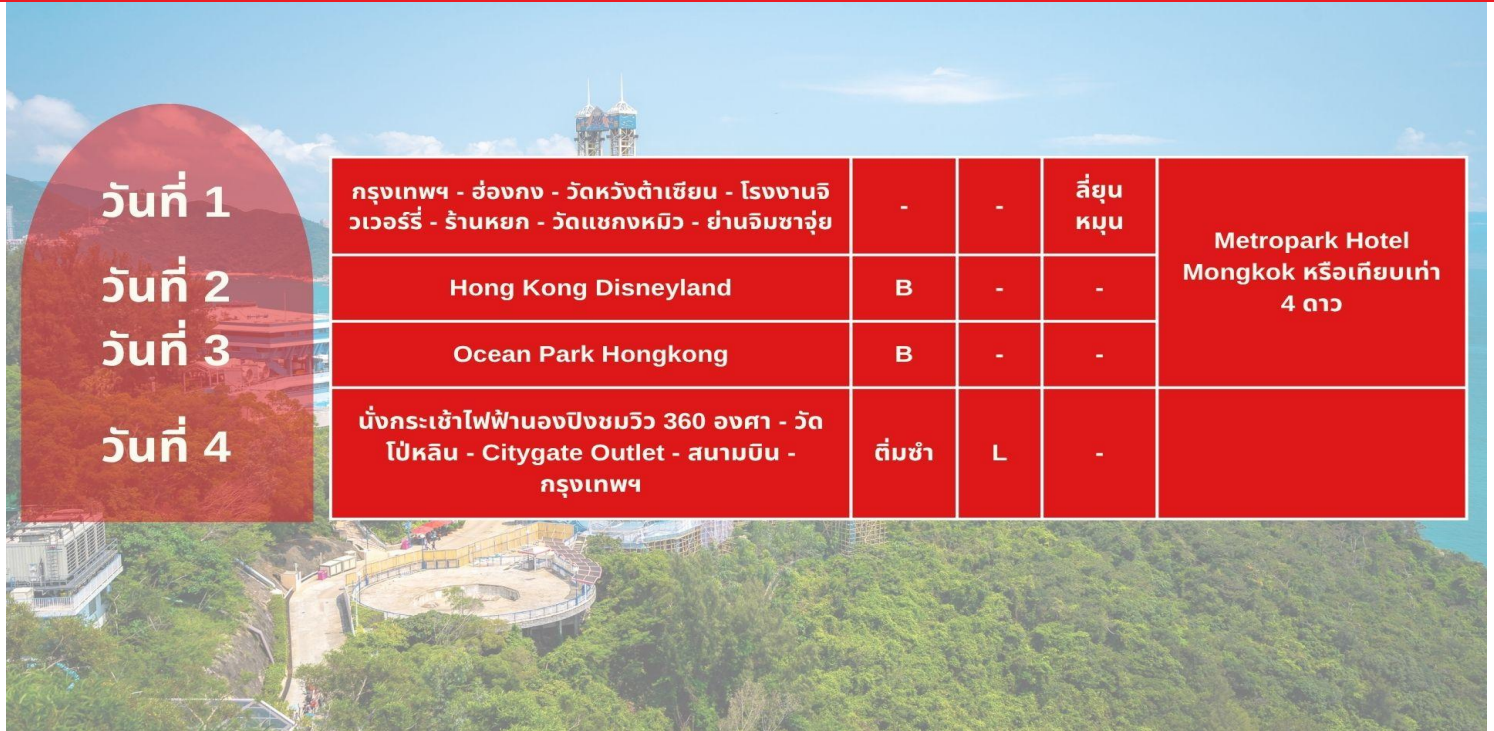 วันที่ 1
กรุงเทพฯ - ฮ่องกง - วัดหวังต้าเซียน - โรงงานจิ
วเวอร์รี่ - ร้านหยก - วัดแชกงหมิว - ย่านจิมซาจุ่ย
-
-
ลี่ยุน
หมุน
Metropark Hotel
Mongkok หรือเทียบเท่า
4 ดาว
วันที่ 2
Hong Kong Disneyland
B
-
-
วันที่ 3
Ocean Park Hongkong
B
-
-
วันที่ 4
นั่งกระเช้าไฟฟ้านองปิงชมวิว 360 องศา - วัด
โป่หลิน - Citygate Outlet - สนามบิน -
กรุงเทพฯ
ติ่มซำ
L
-